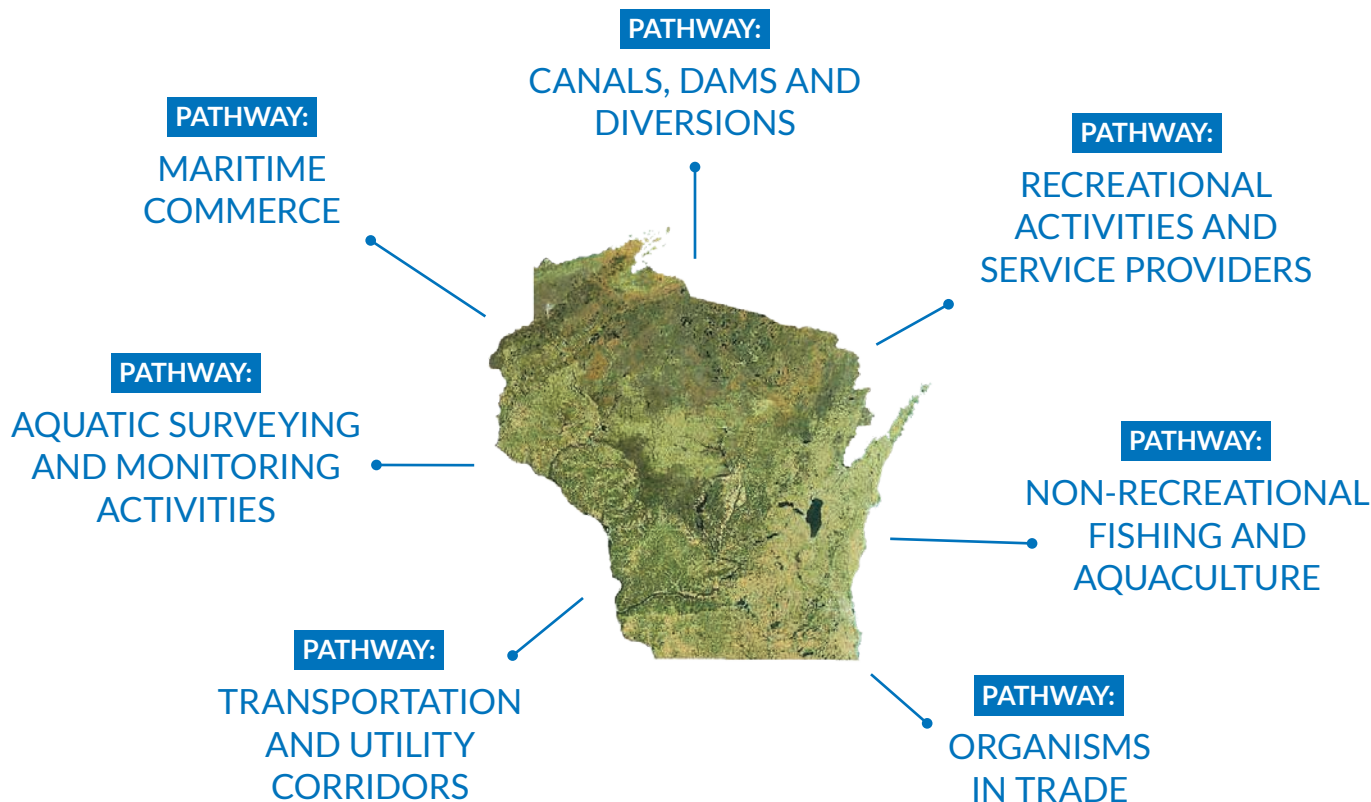 PATHWAY:
CANALS, DAMS AND
DIVERSIONS
PATHWAY:
MARITIME
COMMERCE
PATHWAY:
RECREATIONAL
ACTIVITIES AND
SERVICE PROVIDERS
PATHWAY:
AQUATIC SURVEYING
AND MONITORING
ACTIVITIES
PATHWAY:
NON-RECREATIONAL
FISHING AND
AQUACULTURE
PATHWAY:
TRANSPORTATION
AND UTILITY
CORRIDORS
PATHWAY:
ORGANISMS
IN TRADE